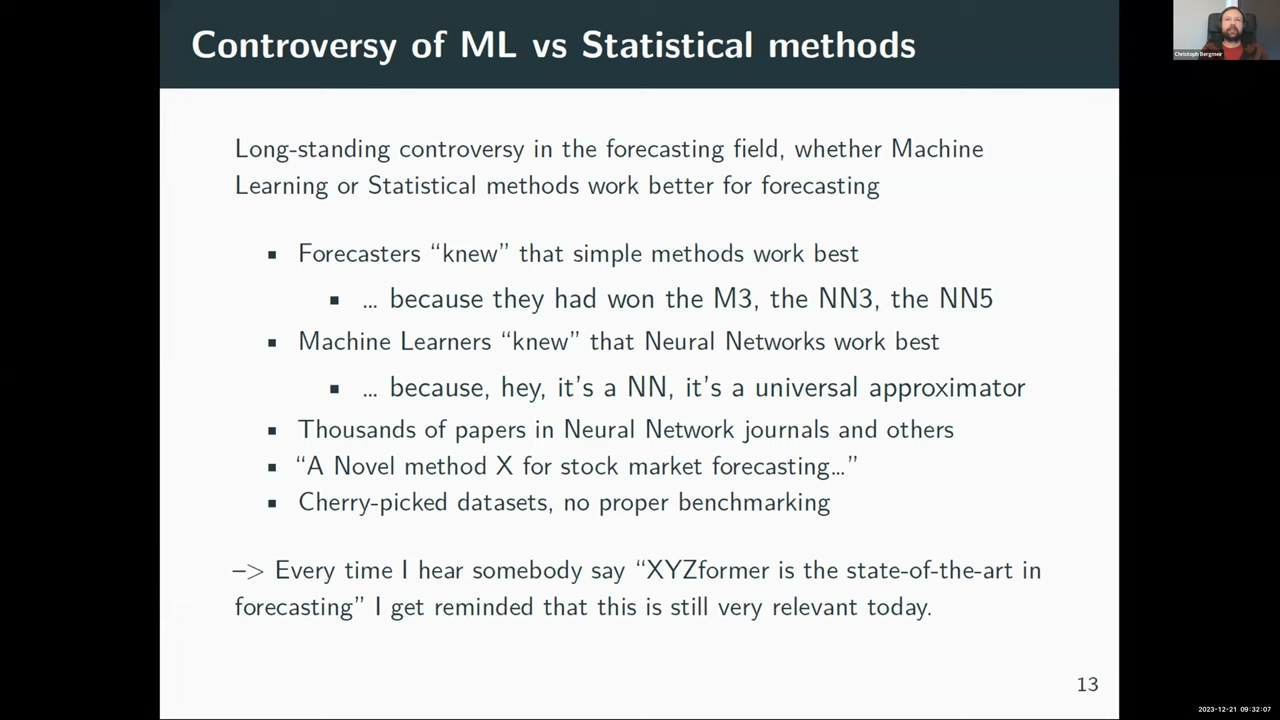 Controversy of ML vs Statistical methods
Christoph Bergmeir
Long-standing controversy in the forecasting field, whether Machine
Learning or Statistical methods work better for forecasting
▪ Forecasters “knew” that simple methods work best
▪ ... because they had won the M3, the NN3, the NN5
▪ Machine Learners “knew” that Neural Networks work best
▪ ... because, hey, it's a NN, it's a universal approximator
▪ Thousands of papers in Neural Network journals and others
▪ “A Novel method X for stock market forecasting...”
▪ Cherry-picked datasets, no proper benchmarking
–> Every time I hear somebody say “XYZformer is the state-of-the-art in
forecasting” I get reminded that this is still very relevant today.
13
2023-12-21 09:32:07